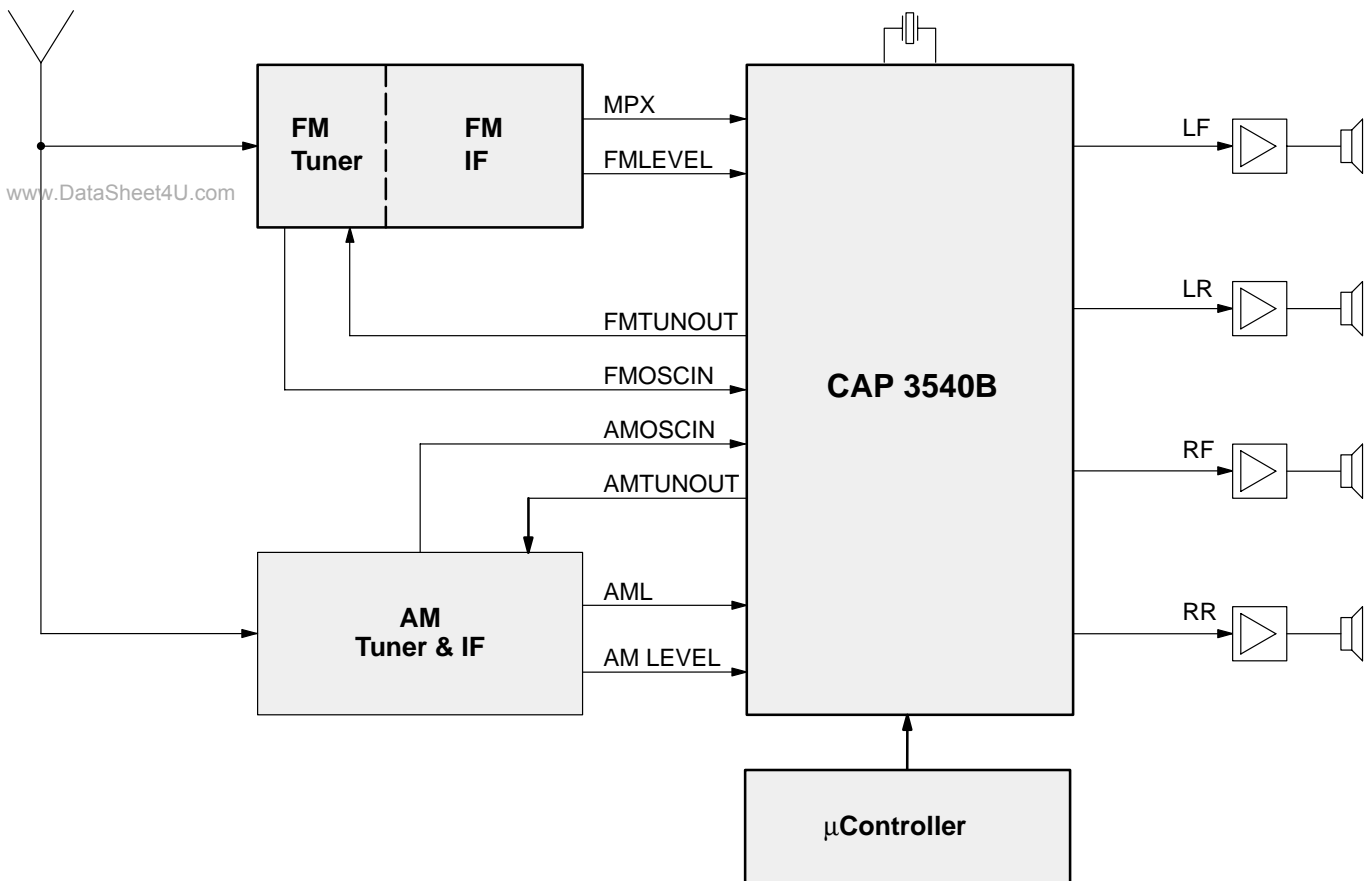 MPX
LF
FM
Tuner
FM
IF
FMLEVEL
www.DataSheet4U.com
LR
FMTUNOUT
FMOSCIN
CAP 3540B
AMOSCIN
RF
AMTUNOUT
AML
AM
Tuner & IF
RR
AM LEVEL
μController